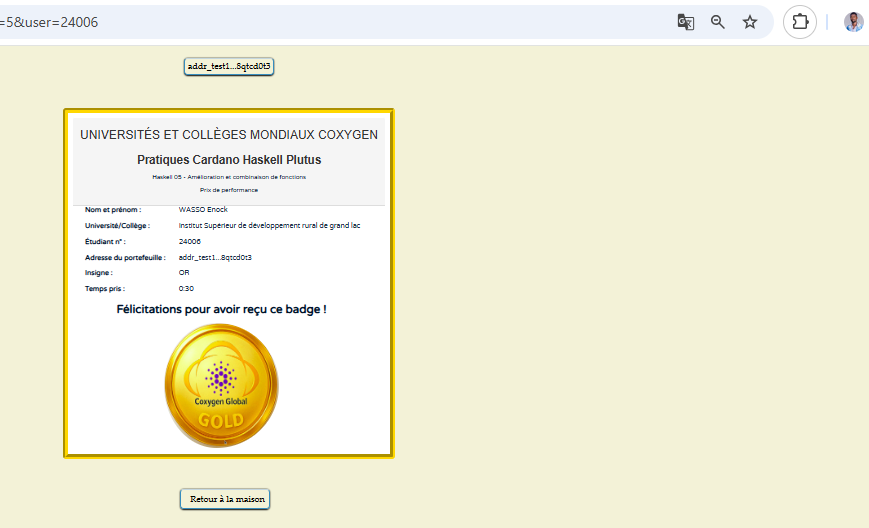 =5&user=24006
addr_test1...8qtcd0t3
UNIVERSITÉS ET COLLÈGES MONDIAUX COXYGEN
Pratiques Cardano Haskell Plutus
Haskell 05 - Amélioration et combinaison de fonctions
Prix de performance
Nom et prénom : WASSO Enock
Université/Collège : Institut Supérieur de développement rural de grand lac
Étudiant n° : 24006
Adresse du portefeuille : addr_test1...8qtcd0t3
Insigne : OR
Temps pris : 0:30
Félicitations pour avoir reçu ce badge !
Coxygen Global
GOLD
Retour à la maison